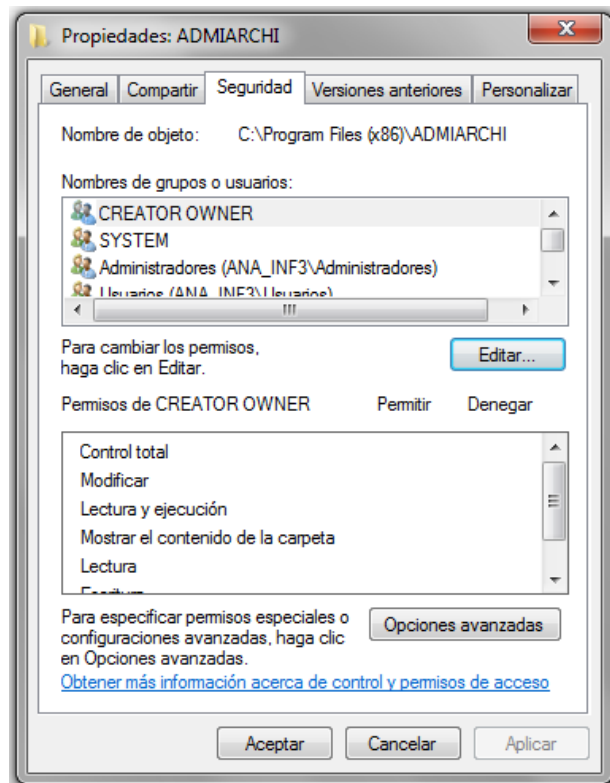 Propiedades: ADMIARCHI
General Compartir Seguridad Versiones anteriores Personalizar
Nombre de objeto: C:\Program Files (x86)\ADMIARCHI
Nombres de grupos o usuarios:
CREATOR OWNER
SYSTEM
Administradores (ANA_INF3\Administradores)
Usuarios (ANA_INF3\Usuarios)
Para cambiar los permisos,
haga clic en Editar.
Editar...
Permisos de CREATOR OWNER Permitir Denegar
Control total
Modificar
Lectura y ejecución
Mostrar el contenido de la carpeta
Lectura
Escritura
Para especificar permisos especiales o
configuraciones avanzadas, haga clic
en Opciones avanzadas.
Opciones avanzadas
Obtener más información acerca de control y permisos de acceso
Aceptar Cancelar Aplicar